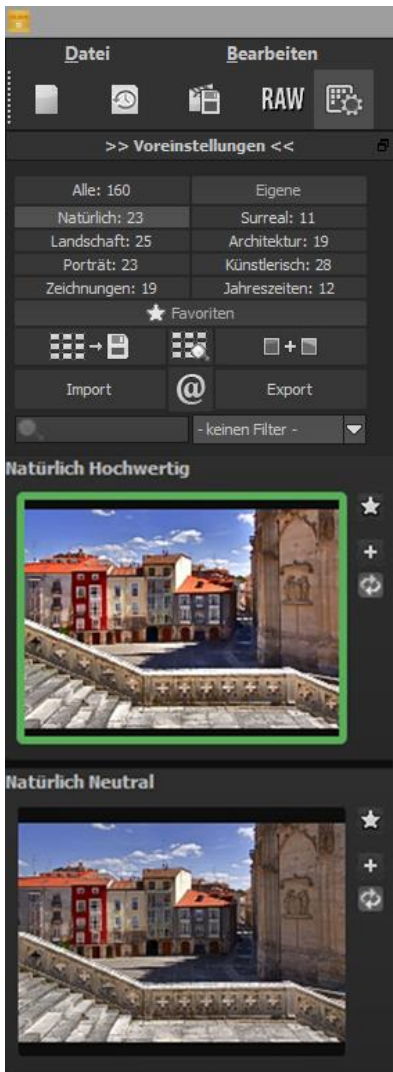 Datei Bearbeiten
RAW
>> Voreinstellungen <<
Alle: 160 Eigene
Natürlich: 23 Surreal: 11
Landschaft: 25 Architektur: 19
Porträt: 23 Künstlerisch: 28
Zeichnungen: 19 Jahreszeiten: 12
Favoriten
Import @ Export
- keinen Filter -
Natürlich Hochwertig
Natürlich Neutral